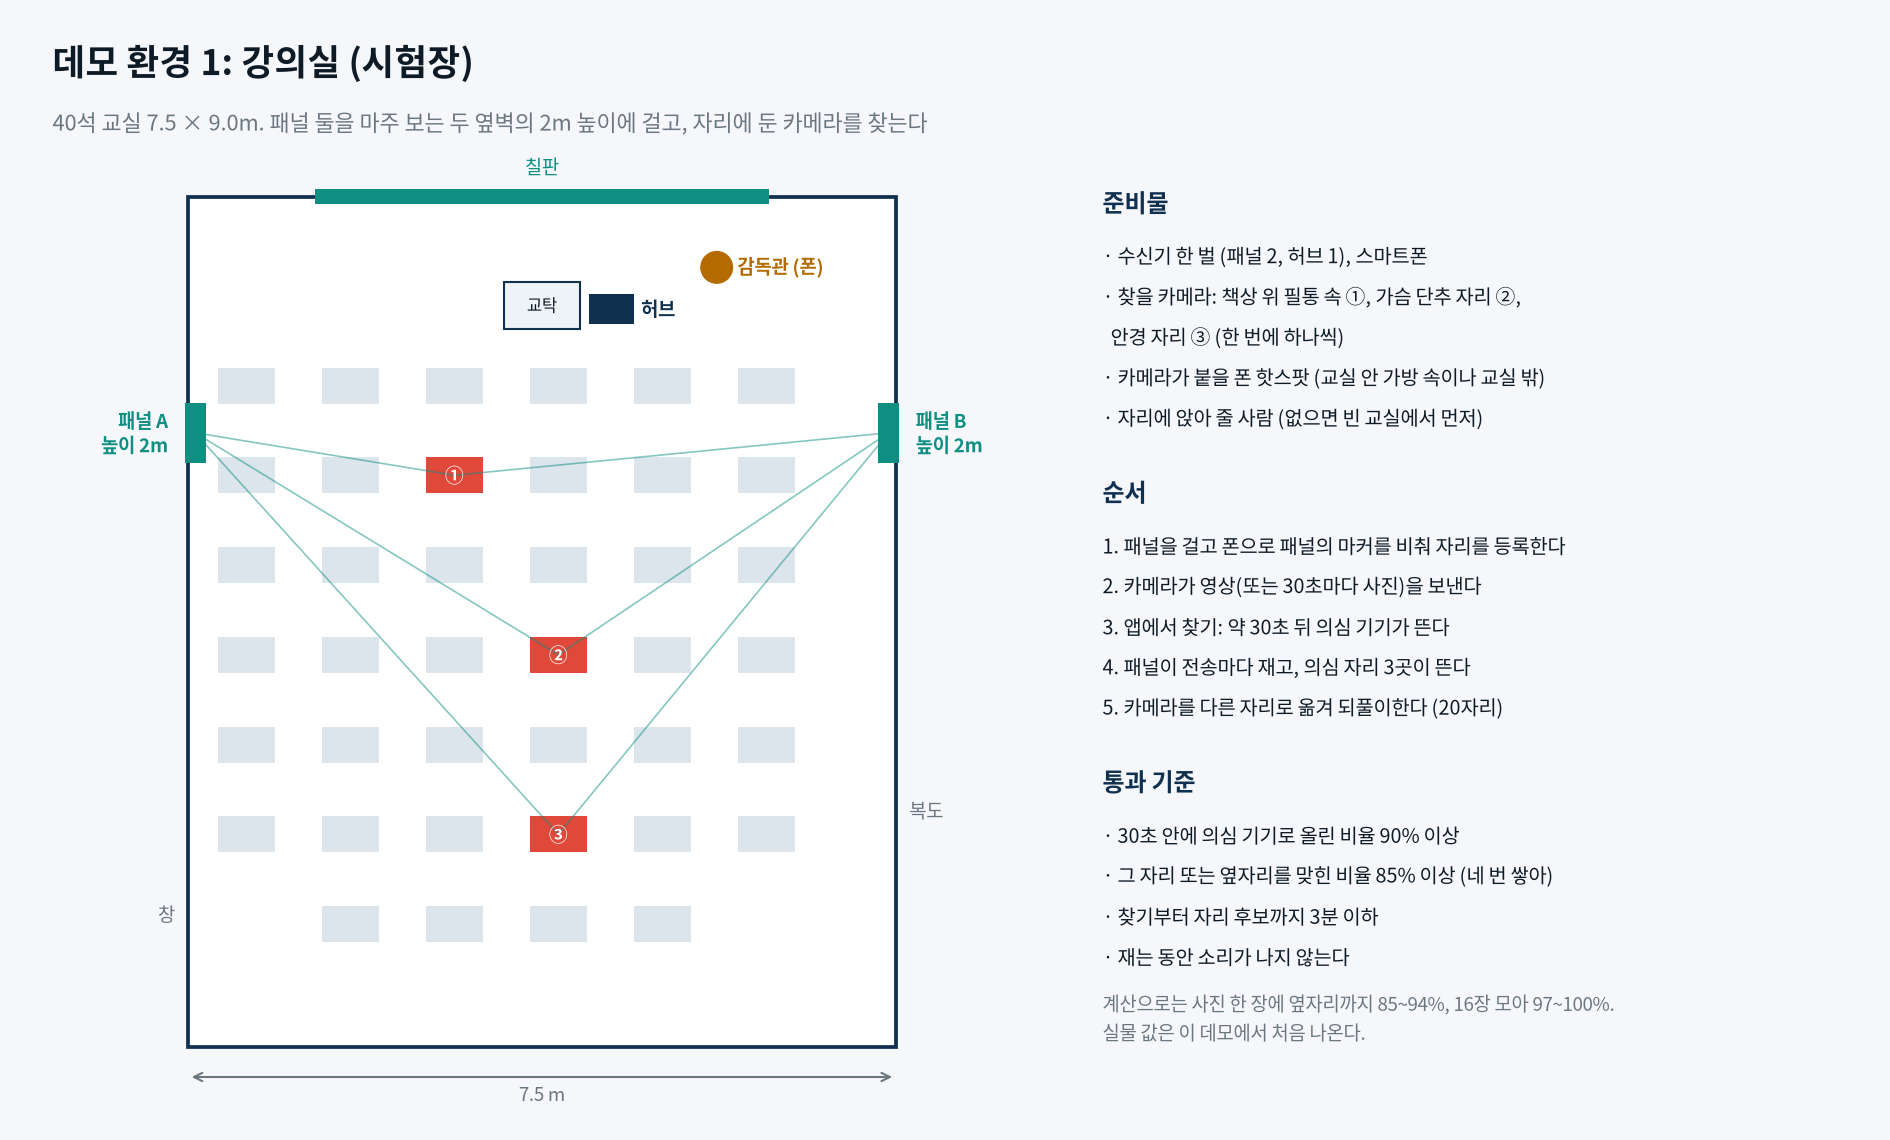 데모 환경 1: 강의실 (시험장)
40석 교실 7.5 × 9.0m. 패널 둘을 마주 보는 두 옆벽의 2m 높이에 걸고, 자리에 둔 카메라를 찾는다
칠판
감독관 (폰)
교탁
허브
패널 A
높이 2m
패널 B
높이 2m
①
②
③
복도
창
7.5 m
준비물
· 수신기 한 벌 (패널 2, 허브 1), 스마트폰
· 찾을 카메라: 책상 위 필통 속 ①, 가슴 단추 자리 ②,
안경 자리 ③ (한 번에 하나씩)
· 카메라가 붙을 폰 핫스팟 (교실 안 가방 속이나 교실 밖)
· 자리에 앉아 줄 사람 (없으면 빈 교실에서 먼저)
순서
1. 패널을 걸고 폰으로 패널의 마커를 비춰 자리를 등록한다
2. 카메라가 영상(또는 30초마다 사진)을 보낸다
3. 앱에서 찾기: 약 30초 뒤 의심 기기가 뜬다
4. 패널이 전송마다 재고, 의심 자리 3곳이 뜬다
5. 카메라를 다른 자리로 옮겨 되풀이한다 (20자리)
통과 기준
· 30초 안에 의심 기기로 올린 비율 90% 이상
· 그 자리 또는 옆자리를 맞힌 비율 85% 이상 (네 번 쌓아)
· 찾기부터 자리 후보까지 3분 이하
· 재는 동안 소리가 나지 않는다
계산으로는 사진 한 장에 옆자리까지 85~94%, 16장 모아 97~100%.
실물 값은 이 데모에서 처음 나온다.